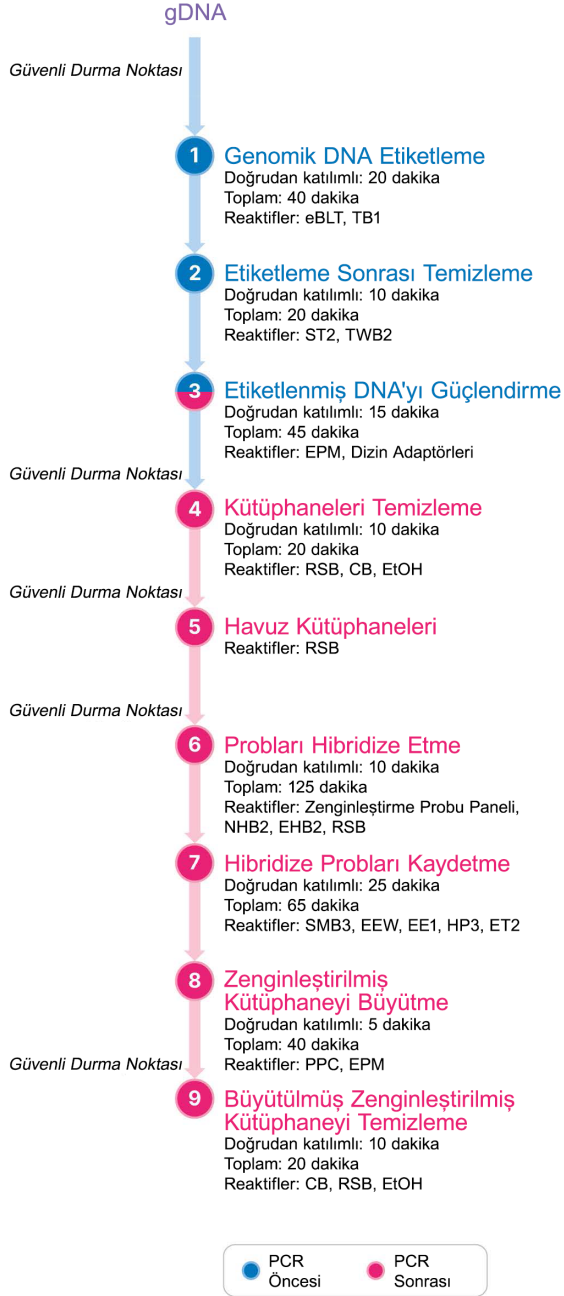 gDNA
Güvenli Durma Noktası
1
Genomik DNA Etiketleme
Doğrudan katılımlı: 20 dakika
Toplam: 40 dakika
Reaktifler: eBLT, TB1
2
Etiketleme Sonrası Temizleme
Doğrudan katılımlı: 10 dakika
Toplam: 20 dakika
Reaktifler: ST2, TWB2
3
Etiketlenmiş DNA'yı Güçlendirme
Doğrudan katılımlı: 15 dakika
Toplam: 45 dakika
Reaktifler: EPM, Dizin Adaptörleri
Güvenli Durma Noktası
4
Kütüphaneleri Temizleme
Doğrudan katılımlı: 10 dakika
Toplam: 20 dakika
Reaktifler: RSB, CB, EtOH
Güvenli Durma Noktası
5
Havuz Kütüphaneleri
Reaktifler: RSB
Güvenli Durma Noktası
6
Probları Hibridize Etme
Doğrudan katılımlı: 10 dakika
Toplam: 125 dakika
Reaktifler: Zenginleştirme Probu Paneli,
NHB2, EHB2, RSB
7
Hibridize Probları Kaydetme
Doğrudan katılımlı: 25 dakika
Toplam: 65 dakika
Reaktifler: SMB3, EEW, EE1, HP3, ET2
8
Zenginleştirilmiş
Kütüphaneyi Büyütme
Doğrudan katılımlı: 5 dakika
Toplam: 40 dakika
Reaktifler: PPC, EPM
Güvenli Durma Noktası
9
Büyütülmüş Zenginleştirilmiş
Kütüphaneyi Temizleme
Doğrudan katılımlı: 10 dakika
Toplam: 20 dakika
Reaktifler: CB, RSB, EtOH
PCR
Öncesi
PCR
Sonrası